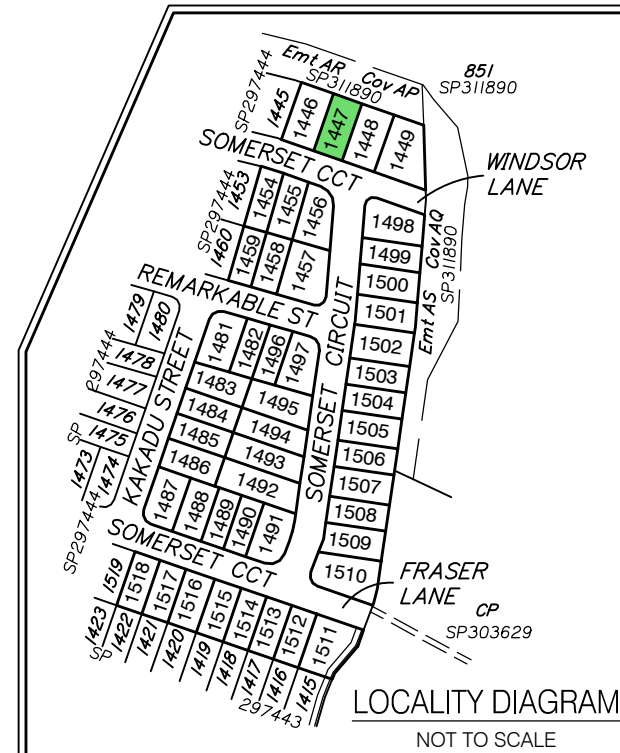 Emt AR
Cov AP
SP311890
851
SP311890
SP297444
1445
1446
1447
1448
1449
SOMERSET CCT
WINDSOR
LANE
SP297444
1453
1454
1455
1456
1460
1459
1458
1457
1498
1499
1500
1501
1502
1503
1504
1505
1506
1507
1508
1509
1510
Emt AS
Cov AQ
SP311890
REMARKABLE ST
SOMERSET CIRCUIT
KAKADU STREET
1479
1480
297444
1478
1477
1476
SP
1475
1473
1474
SP297444
1481
1482
1496
1497
1483
1495
1484
1494
1485
1493
1486
1492
1487
1488
1489
1490
1491
SOMERSET CCT
FRASER
LANE
CP
SP303629
1519
1518
1517
1516
1515
1514
1513
1512
1511
1423
1422
1421
1420
1419
1418
1417
1416
1415
SP
297443
LOCALITY DIAGRAM
NOT TO SCALE